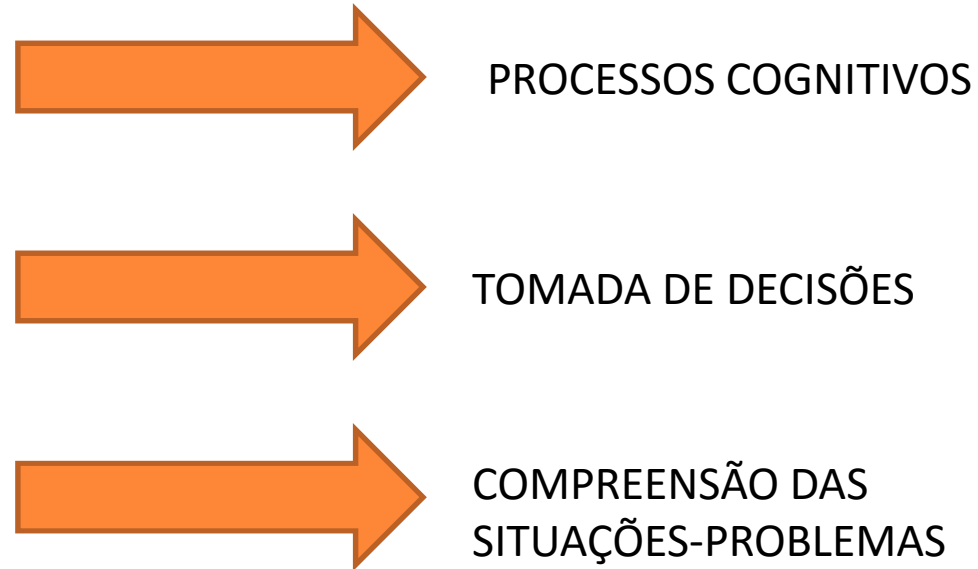 PROCESSOS COGNITIVOS
TOMADA DE DECISÕES
COMPREENSÃO DAS
SITUAÇÕES-PROBLEMAS